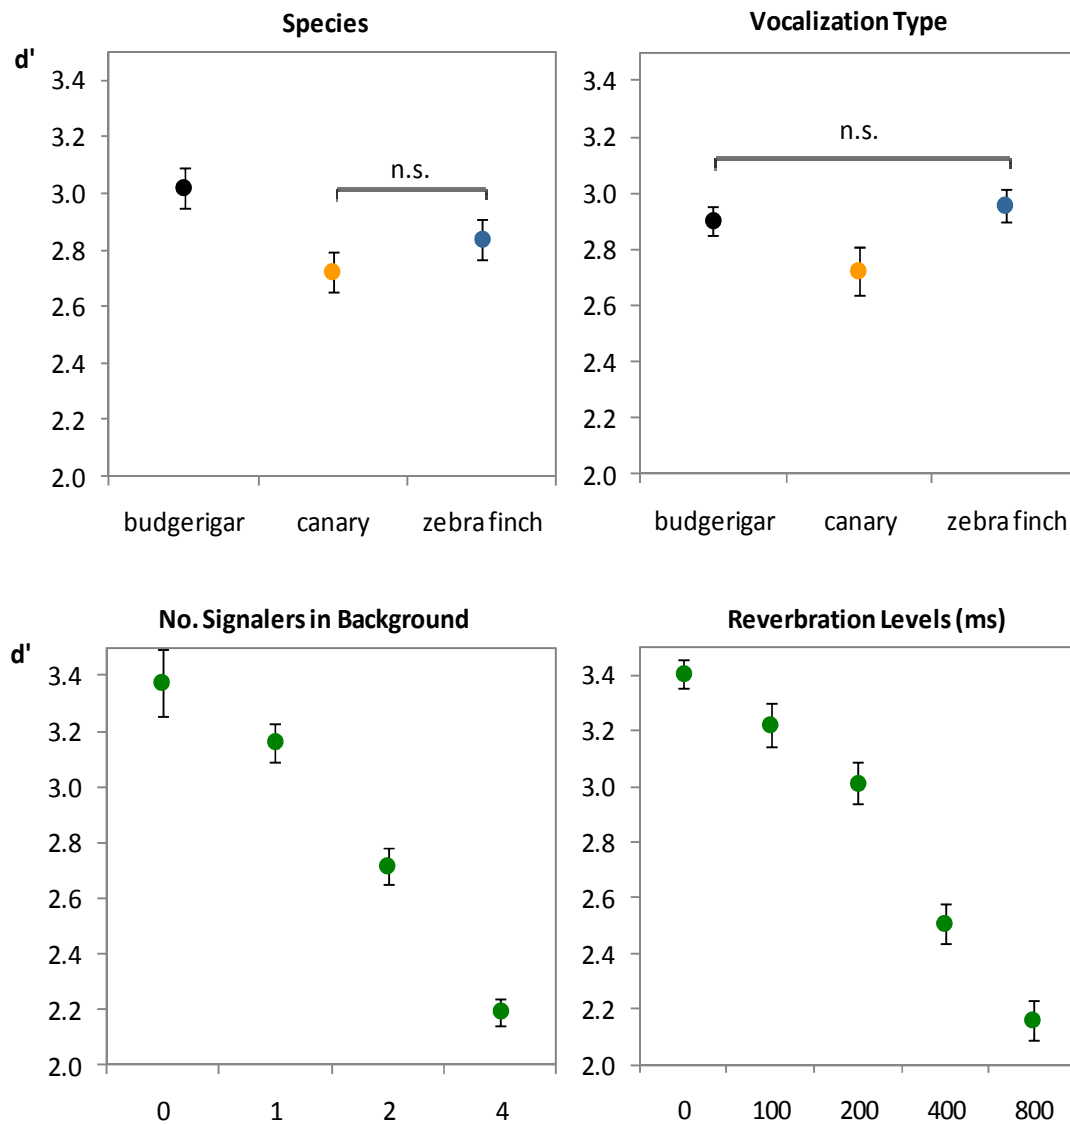 Species
d'
3.4
3.2
3.0
2.8
2.6
2.4
2.2
2.0
n.s.
budgerigar canary zebra finch
Vocalization Type
3.4
3.2
3.0
2.8
2.6
2.4
2.2
2.0
n.s.
budgerigar canary zebra finch
No. Signalers in Background
d'
3.4
3.2
3.0
2.8
2.6
2.4
2.2
2.0
0 1 2 4
Reverbration Levels (ms)
3.4
3.2
3.0
2.8
2.6
2.4
2.2
2.0
0 100 200 400 800